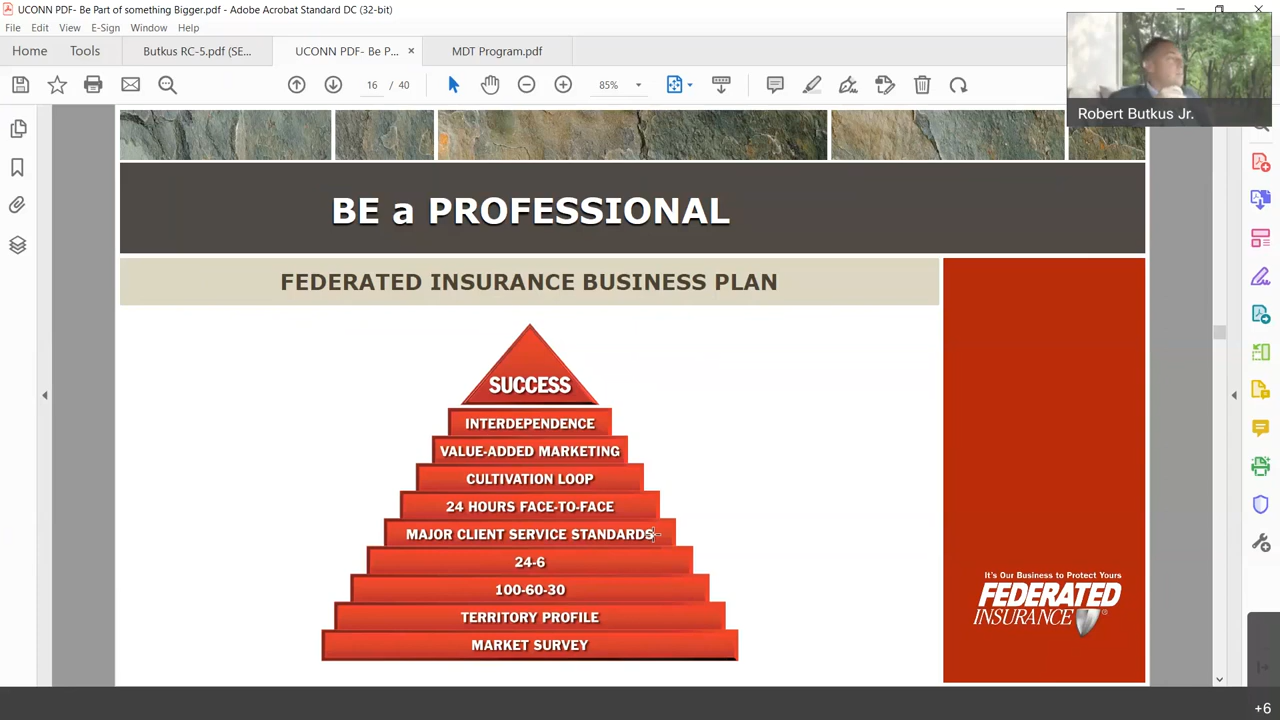 UCONN PDF- Be Part of something Bigger.pdf - Adobe Acrobat Standard DC (32-bit)
File Edit View E-Sign Window Help
Home Tools Butkus RC-5.pdf (SE... UCONN PDF- Be P... × MDT Program.pdf
16 / 40 85%
Robert Butkus Jr.
BE a PROFESSIONAL
FEDERATED INSURANCE BUSINESS PLAN
SUCCESS
INTERDEPENDENCE
VALUE-ADDED MARKETING
CULTIVATION LOOP
24 HOURS FACE-TO-FACE
MAJOR CLIENT SERVICE STANDARDS
24-6
100-60-30
TERRITORY PROFILE
MARKET SURVEY
It's Our Business to Protect Yours
FEDERATED
INSURANCE®
+6